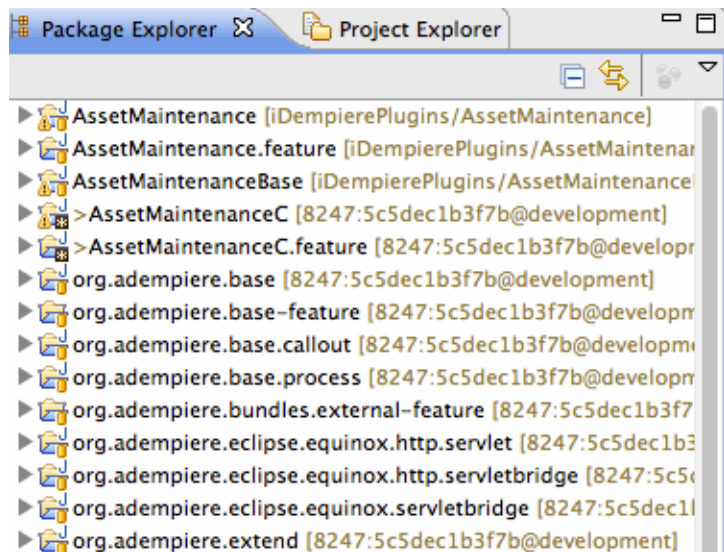 Package Explorer Project Explorer
AssetMaintenance [iDempierePlugins/AssetMaintenance]
AssetMaintenance.feature [iDempierePlugins/AssetMaintenan
AssetMaintenanceBase [iDempierePlugins/AssetMaintenance
>AssetMaintenanceC [8247:5c5dec1b3f7b@development]
>AssetMaintenanceC.feature [8247:5c5dec1b3f7b@developr
org.adempiere.base [8247:5c5dec1b3f7b@development]
org.adempiere.base-feature [8247:5c5dec1b3f7b@developm
org.adempiere.base.callout [8247:5c5dec1b3f7b@developme
org.adempiere.base.process [8247:5c5dec1b3f7b@developm
org.adempiere.bundles.external-feature [8247:5c5dec1b3f7
org.adempiere.eclipse.equinox.http.servlet [8247:5c5dec1b3
org.adempiere.eclipse.equinox.http.servletbridge [8247:5c5d
org.adempiere.eclipse.equinox.servletbridge [8247:5c5dec1
org.adempiere.extend [8247:5c5dec1b3f7b@development]